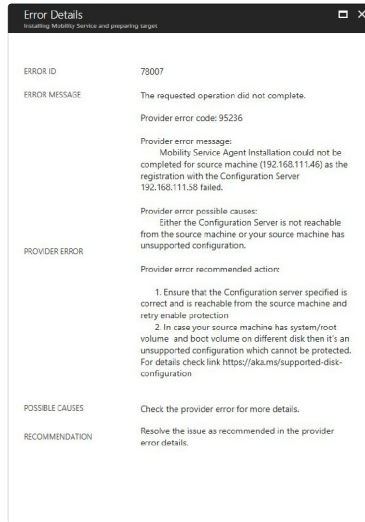 Error Details
Installing Mobility Service and preparing target
ERROR ID
78007
ERROR MESSAGE
The requested operation did not complete.
Provider error code: 95236
Provider error message:
Mobility Service Agent Installation could not be
completed for source machine (192.168.111.46) as the
registration with the Configuration Server
192.168.111.58 failed.
Provider error possible causes:
Either the Configuration Server is not reachable
from the source machine or your source machine has
unsupported configuration.
PROVIDER ERROR
Provider error recommended action:
1. Ensure that the Configuration server specified is
correct and is reachable from the source machine and
retry enable protection
2. In case your source machine has system/root
volume and boot volume on different disk then it's an
unsupported configuration which cannot be protected.
For details check link https://aka.ms/supported-disk-
configuration
POSSIBLE CAUSES
Check the provider error for more details.
RECOMMENDATION
Resolve the issue as recommended in the provider
error details.